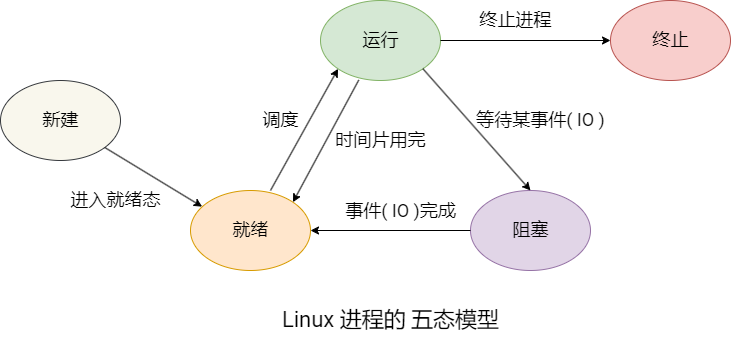 运行
终止进程
终止
新建
调度
时间片用完
等待某事件( IO )
进入就绪态
就绪
事件( IO )完成
阻塞
Linux 进程的 五态模型